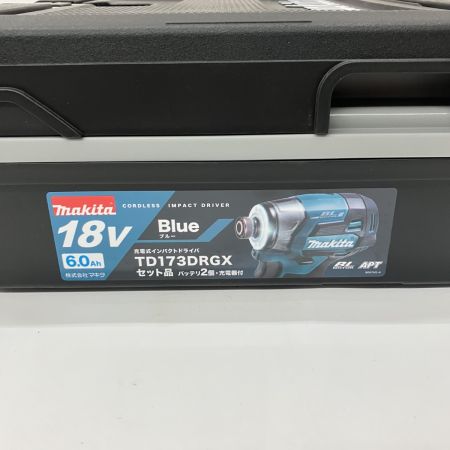 makita
CORDLESS IMPACT DRIVER
18V
6.0Ah
株式会社マキタ
Blue
ブルー
充電式インパクトドライバ
TD173DRGX
セット品 バッテリ2個・充電器付
BL
makita
BL
APT